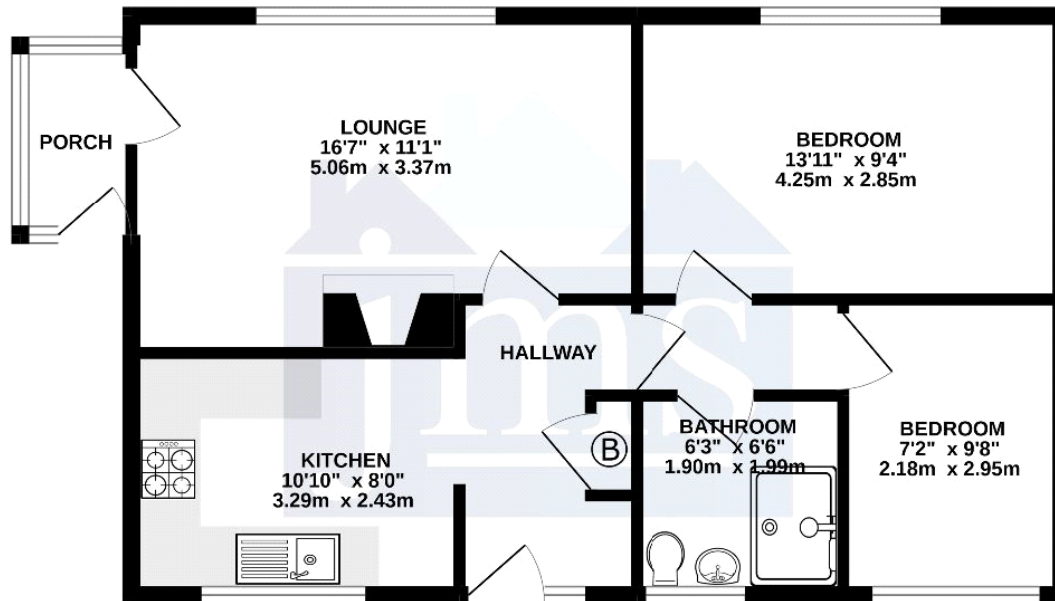 PORCH
LOUNGE
16'7" x 11'1"
5.06m x 3.37m
BEDROOM
13'11" x 9'4"
4.25m x 2.85m
HALLWAY
KITCHEN
10'10" x 8'0"
3.29m x 2.43m
B
BATHROOM
6'3" x 6'6"
1.90m x 1.99m
BEDROOM
7'2" x 9'8"
2.18m x 2.95m
jms